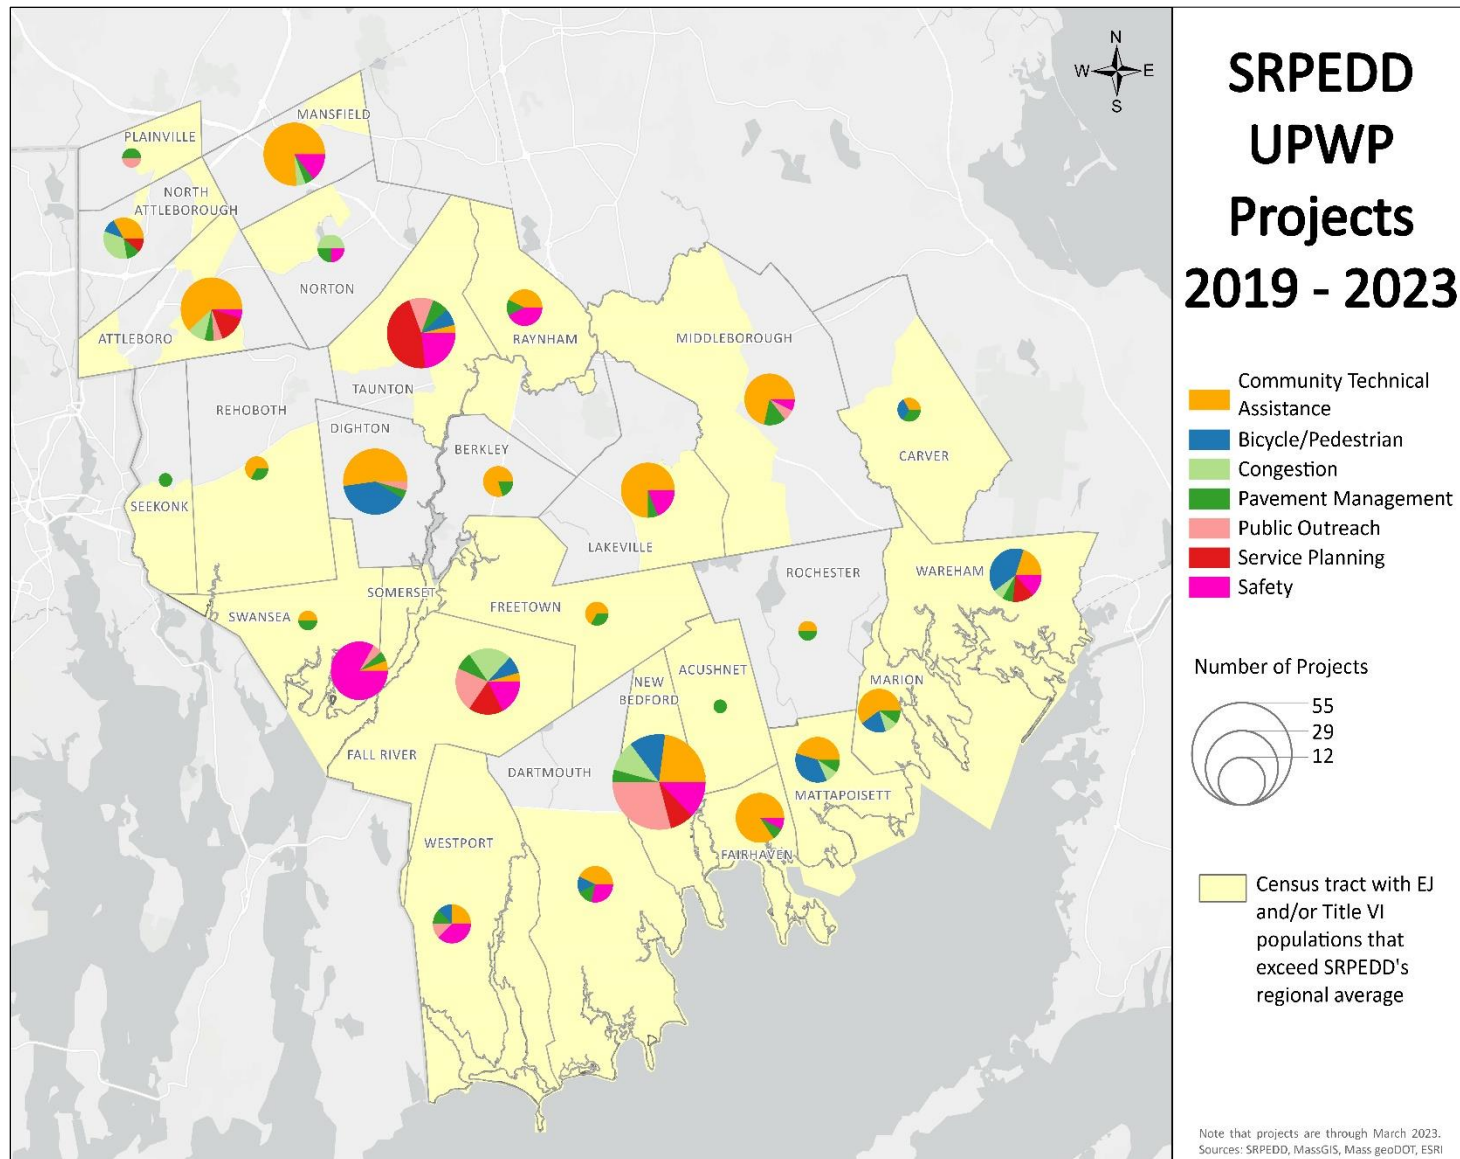 N
W E
S
PLAINVILLE
MANSFIELD
NORTH
ATTLEBOROUGH
NORTON
ATTLEBORO
RAYNHAM
TAUNTON
MIDDLEBOROUGH
REHOBOTH
DIGHTON
BERKLEY
CARVER
SEEKONK
LAKEVILLE
ROCHESTER
WAREHAM
SWANSEA
SOMERSET
FREETOWN
ACUSHNET
NEW
BEDFORD
MARION
FALL RIVER
DARTMOUTH
MATTAPOISETT
WESTPORT
FAIRHAVEN
SRPEDD
UPWP
Projects
2019 - 2023
Community Technical
Assistance
Bicycle/Pedestrian
Congestion
Pavement Management
Public Outreach
Service Planning
Safety
Number of Projects
55
29
12
Census tract with EJ
and/or Title VI
populations that
exceed SRPEDD's
regional average
Note that projects are through March 2023.
Sources: SRPEDD, MassGIS, Mass geoDOT, ESRI